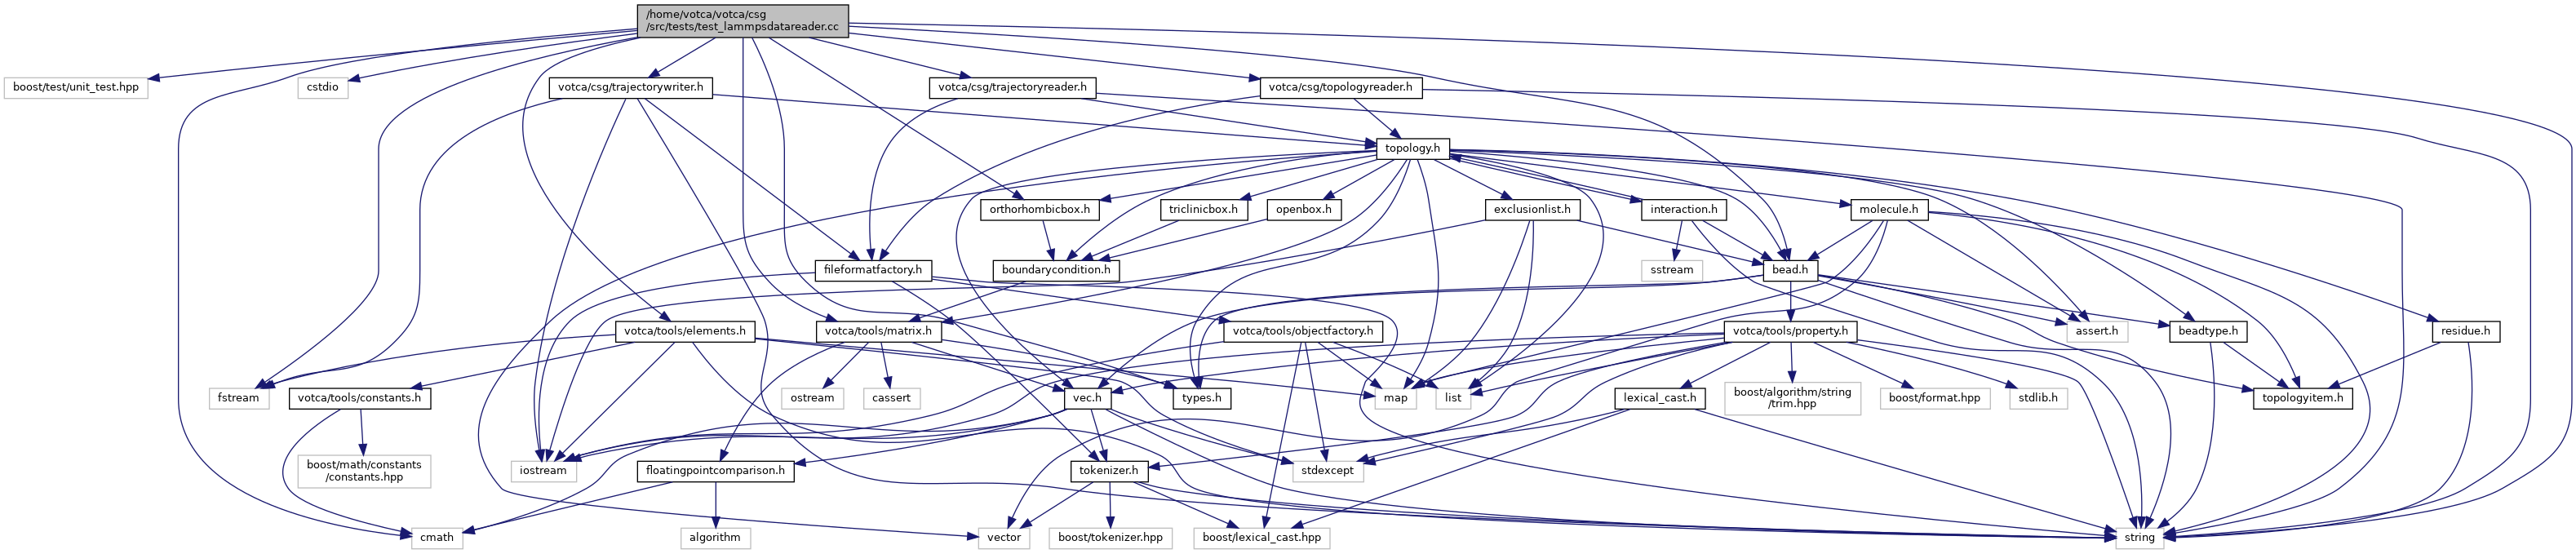 /home/votca/votca/csg
/src/tests/test_lammpsdatareader.cc
boost/test/unit_test.hpp
cstdio
votca/csg/trajectorywriter.h
votca/csg/trajectoryreader.h
votca/csg/topologyreader.h
topology.h
orthorhombicbox.h
triclinicbox.h
openbox.h
exclusionlist.h
interaction.h
molecule.h
fileformatfactory.h
boundarycondition.h
sstream
bead.h
votca/tools/elements.h
votca/tools/matrix.h
votca/tools/objectfactory.h
votca/tools/property.h
assert.h
beadtype.h
residue.h
fstream
votca/tools/constants.h
ostream
cassert
vec.h
types.h
map
list
lexical_cast.h
boost/algorithm/string
/trim.hpp
boost/format.hpp
stdlib.h
topologyitem.h
boost/math/constants
/constants.hpp
iostream
floatingpointcomparison.h
tokenizer.h
stdexcept
cmath
algorithm
vector
boost/tokenizer.hpp
boost/lexical_cast.hpp
string